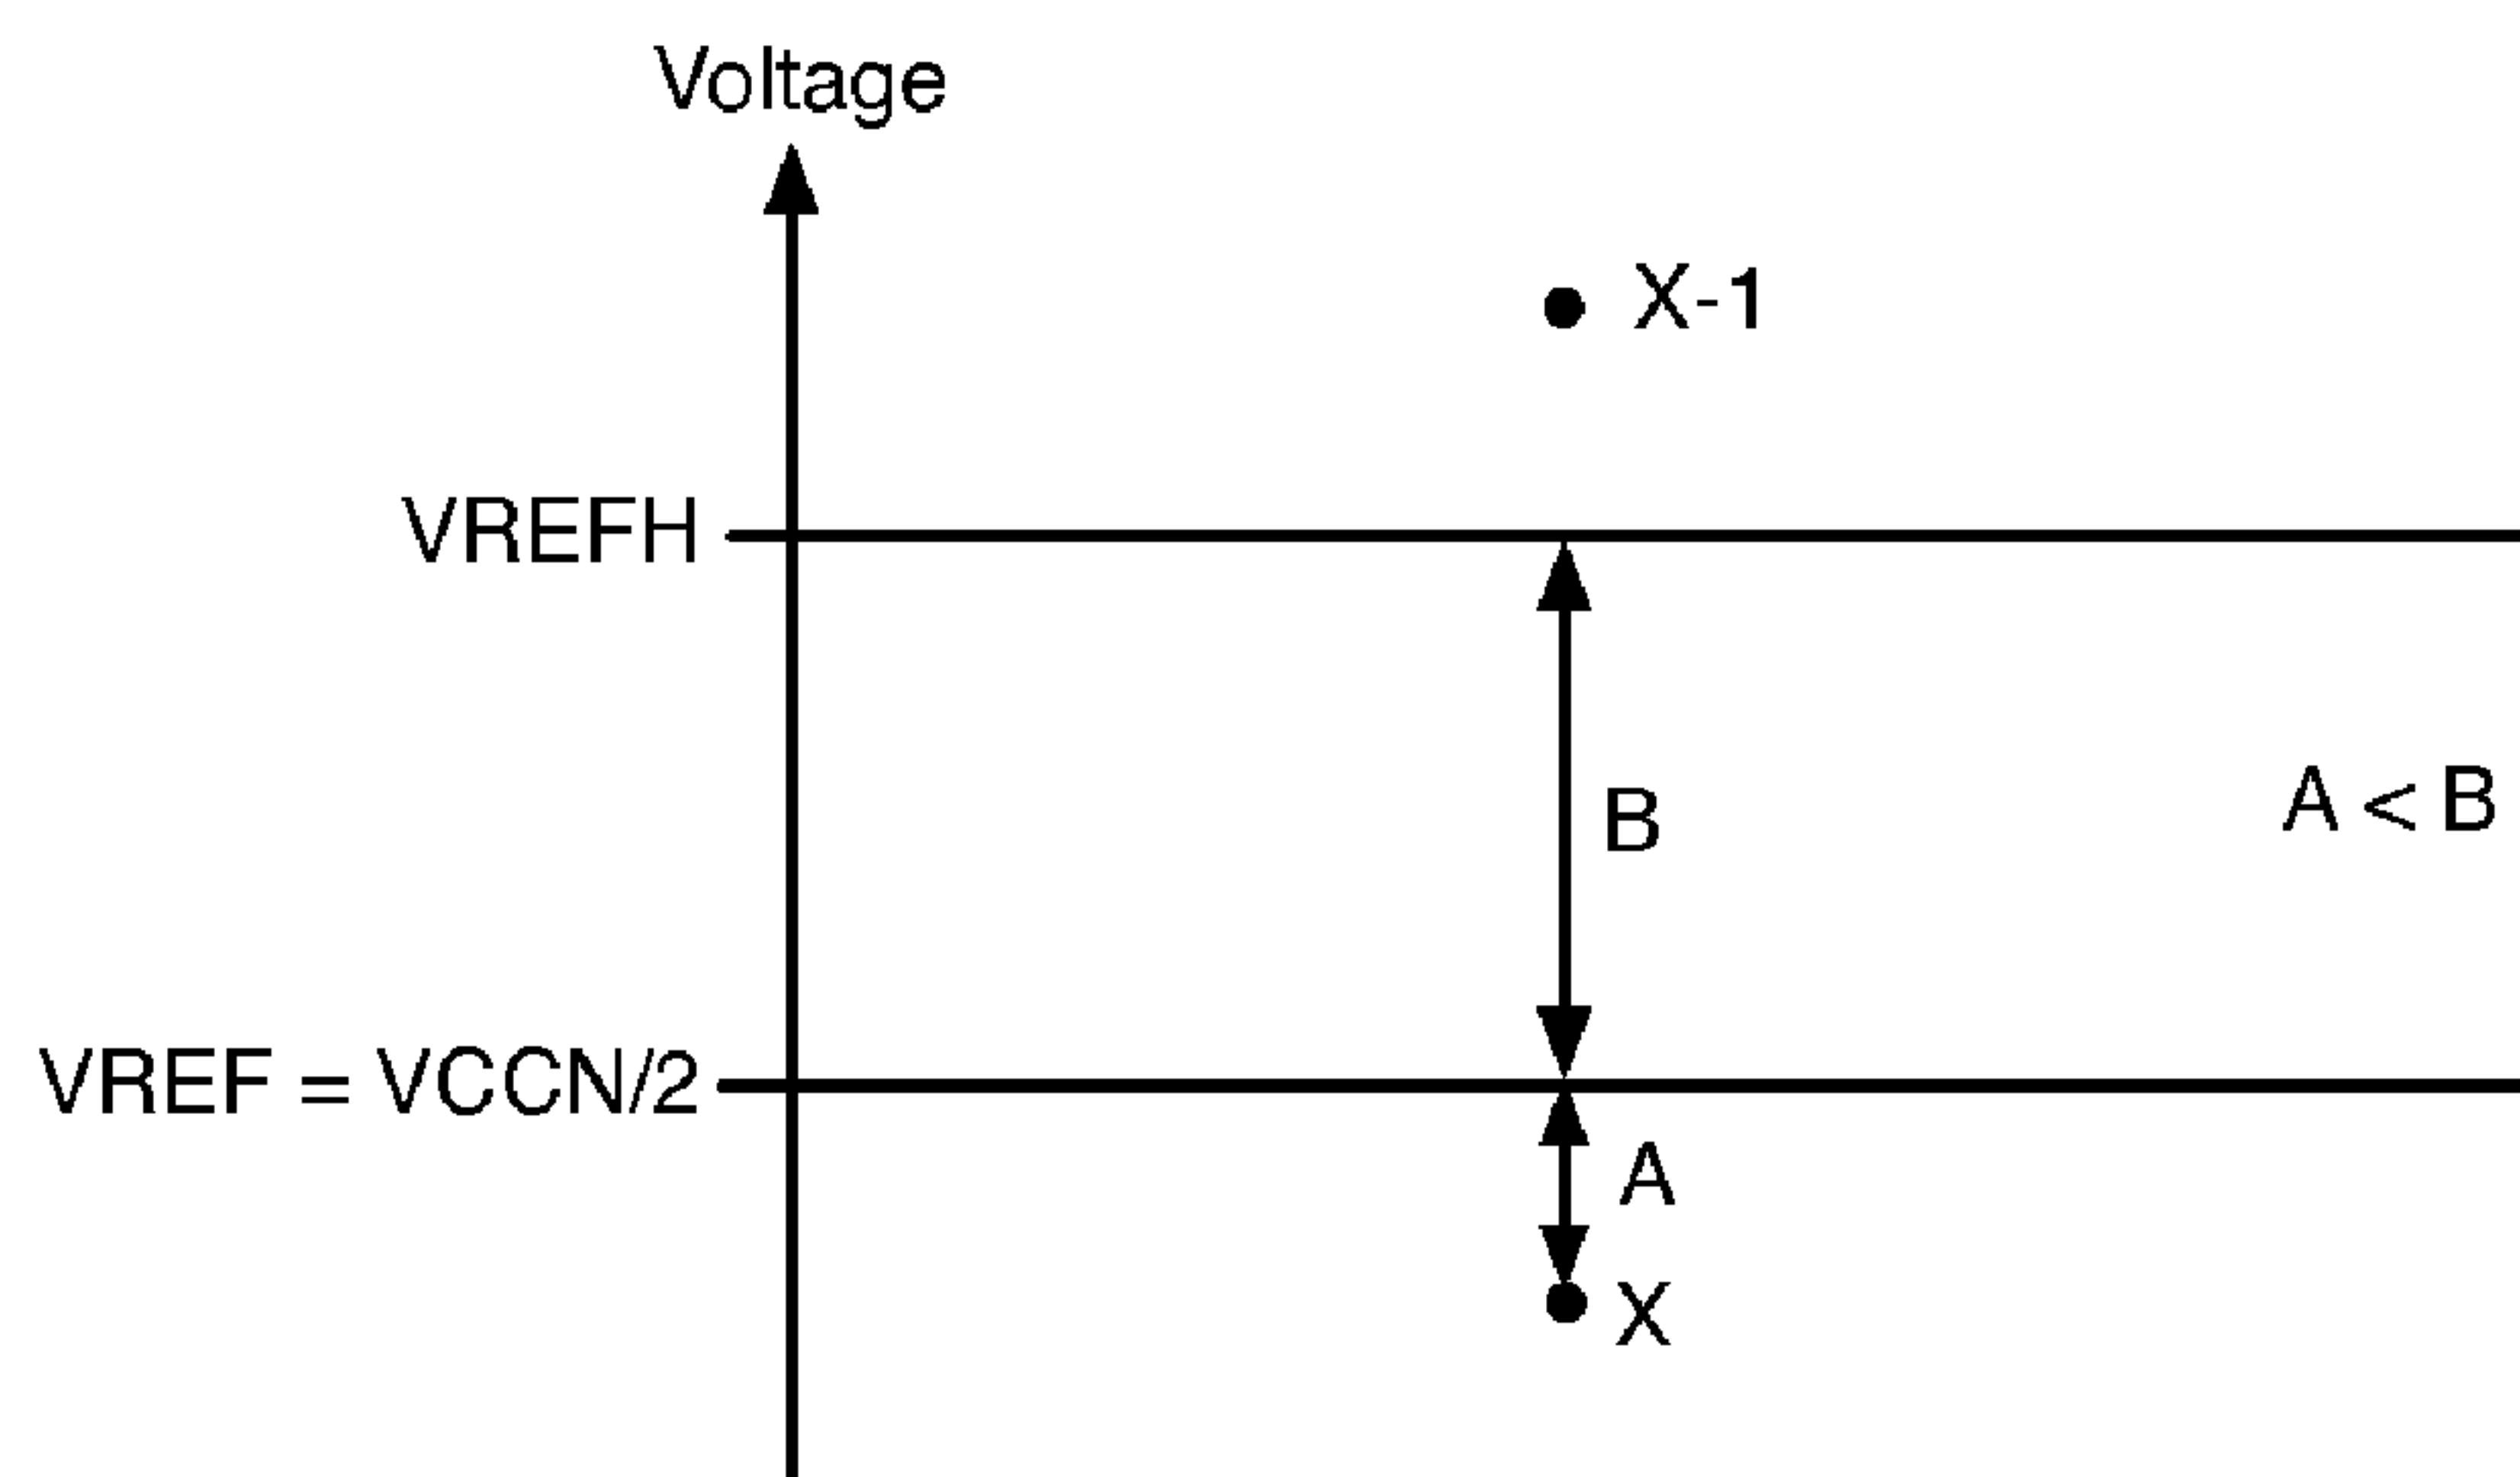 Voltage
X-1
VREFH
B
A < B
VREF = VCCN/2
A
X